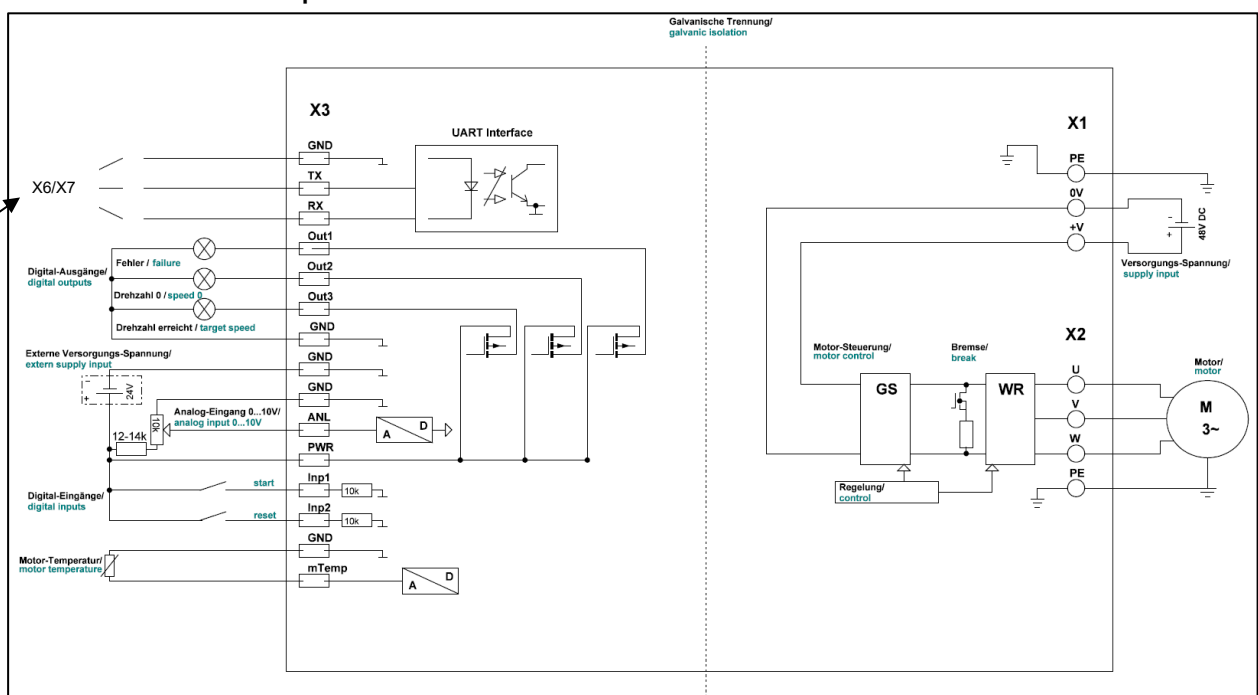 Galvanische Trennung/
galvanic isolation
X3
UART Interface
GND
TX
RX
X6/X7
Out1
Fehler / failure
Out2
Digital-Ausgänge/
digital outputs
Drehzahl 0 / speed 0
Out3
Drehzahl erreicht / target speed
GND
GND
Externe Versorgungs-Spannung/
extern supply input
-
+
24V
GND
10k
Analog-Eingang 0...10V/
analog input 0...10V
ANL
A
D
12-14k
PWR
Inp1
start
10k
Digital-Eingänge/
digital inputs
Inp2
reset
10k
GND
Motor-Temperatur/
motor temperature
mTemp
A
D
X1
PE
0V
+V
-
+
48V DC
Versorgungs-Spannung/
supply input
X2
Motor-Steuerung/
motor control
Bremse/
break
Motor/
motor
GS
WR
U
V
W
PE
M
3~
Regelung/
control